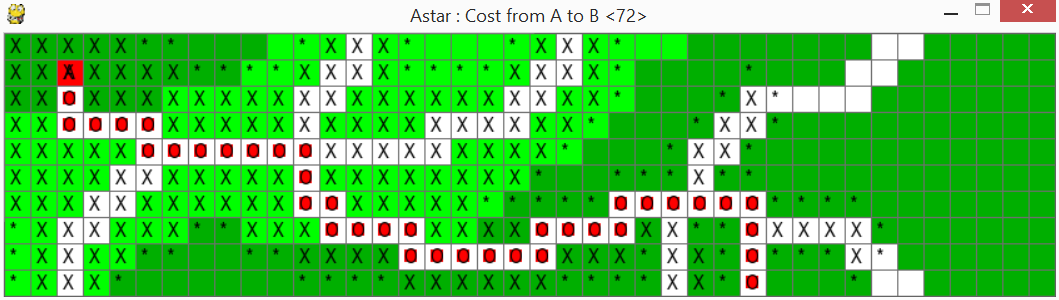 Astar : Cost from A to B <72>
X X X X X * * * X X X * * X X X *
X X X X X X X * * * * X X X X * * * * X X X X * *
X X O X X X X X X X X X X X X X X X X X X X X * * X *
X X O O O O X X X X X X X X X X X X X X X X * * X X *
X X X X X O O O O O O O X X X X X X X X X * * X X *
X X X X X X X X X X X O X X X X X X X X * * * * X * *
X X X X X X X X X X X O O X X X X X * * * * * O O O O O O * * * *
* X X X X X X * * X X X O O O O X X X X O O O O X X * * O X X X X *
* X X X X * * * * X X X X O O O O O O X X X * X X * O * * * X *
* X X X * * * * * X X X X X X * * * * X X * O *